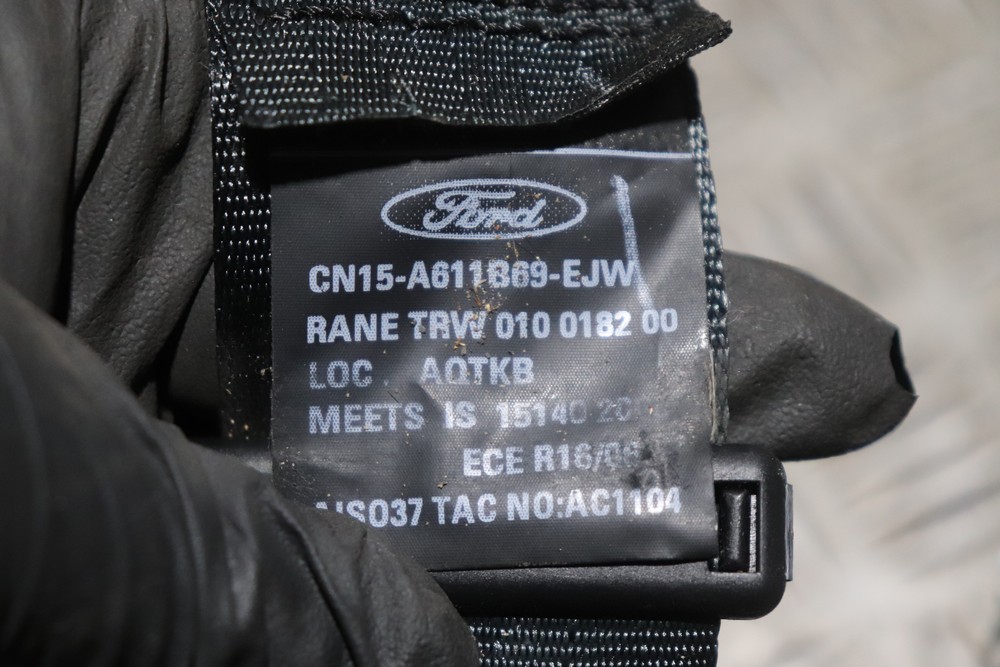 Ford
CN15-A611B69-EJW
RANE TRW 010 0182 00
LOC AQTKB
MEETS IS 15140
ECE R16/
AIS037 TAC NO:AC1104